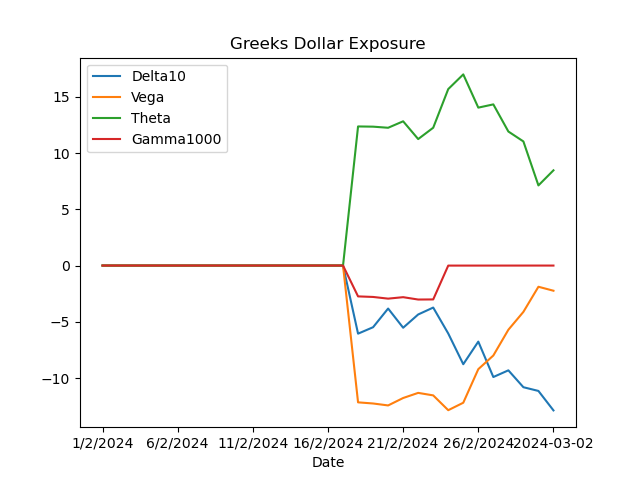 Greeks Dollar Exposure
Delta10
Vega
Theta
Gamma1000
15
10
5
0
−5
−10
1/2/2024 6/2/2024 11/2/2024 16/2/2024 21/2/2024 26/2/2024 2024-03-02
Date